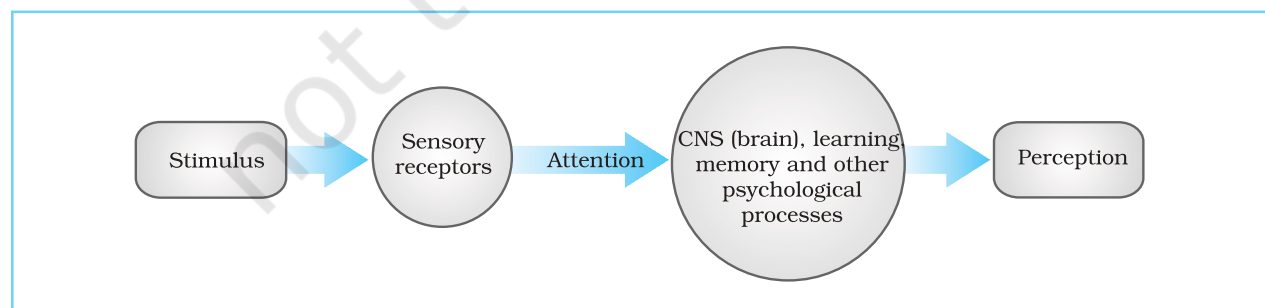 not t
Stimulus
Sensory
receptors
Attention
CNS (brain), learning,
memory and other
psychological
processes
Perception